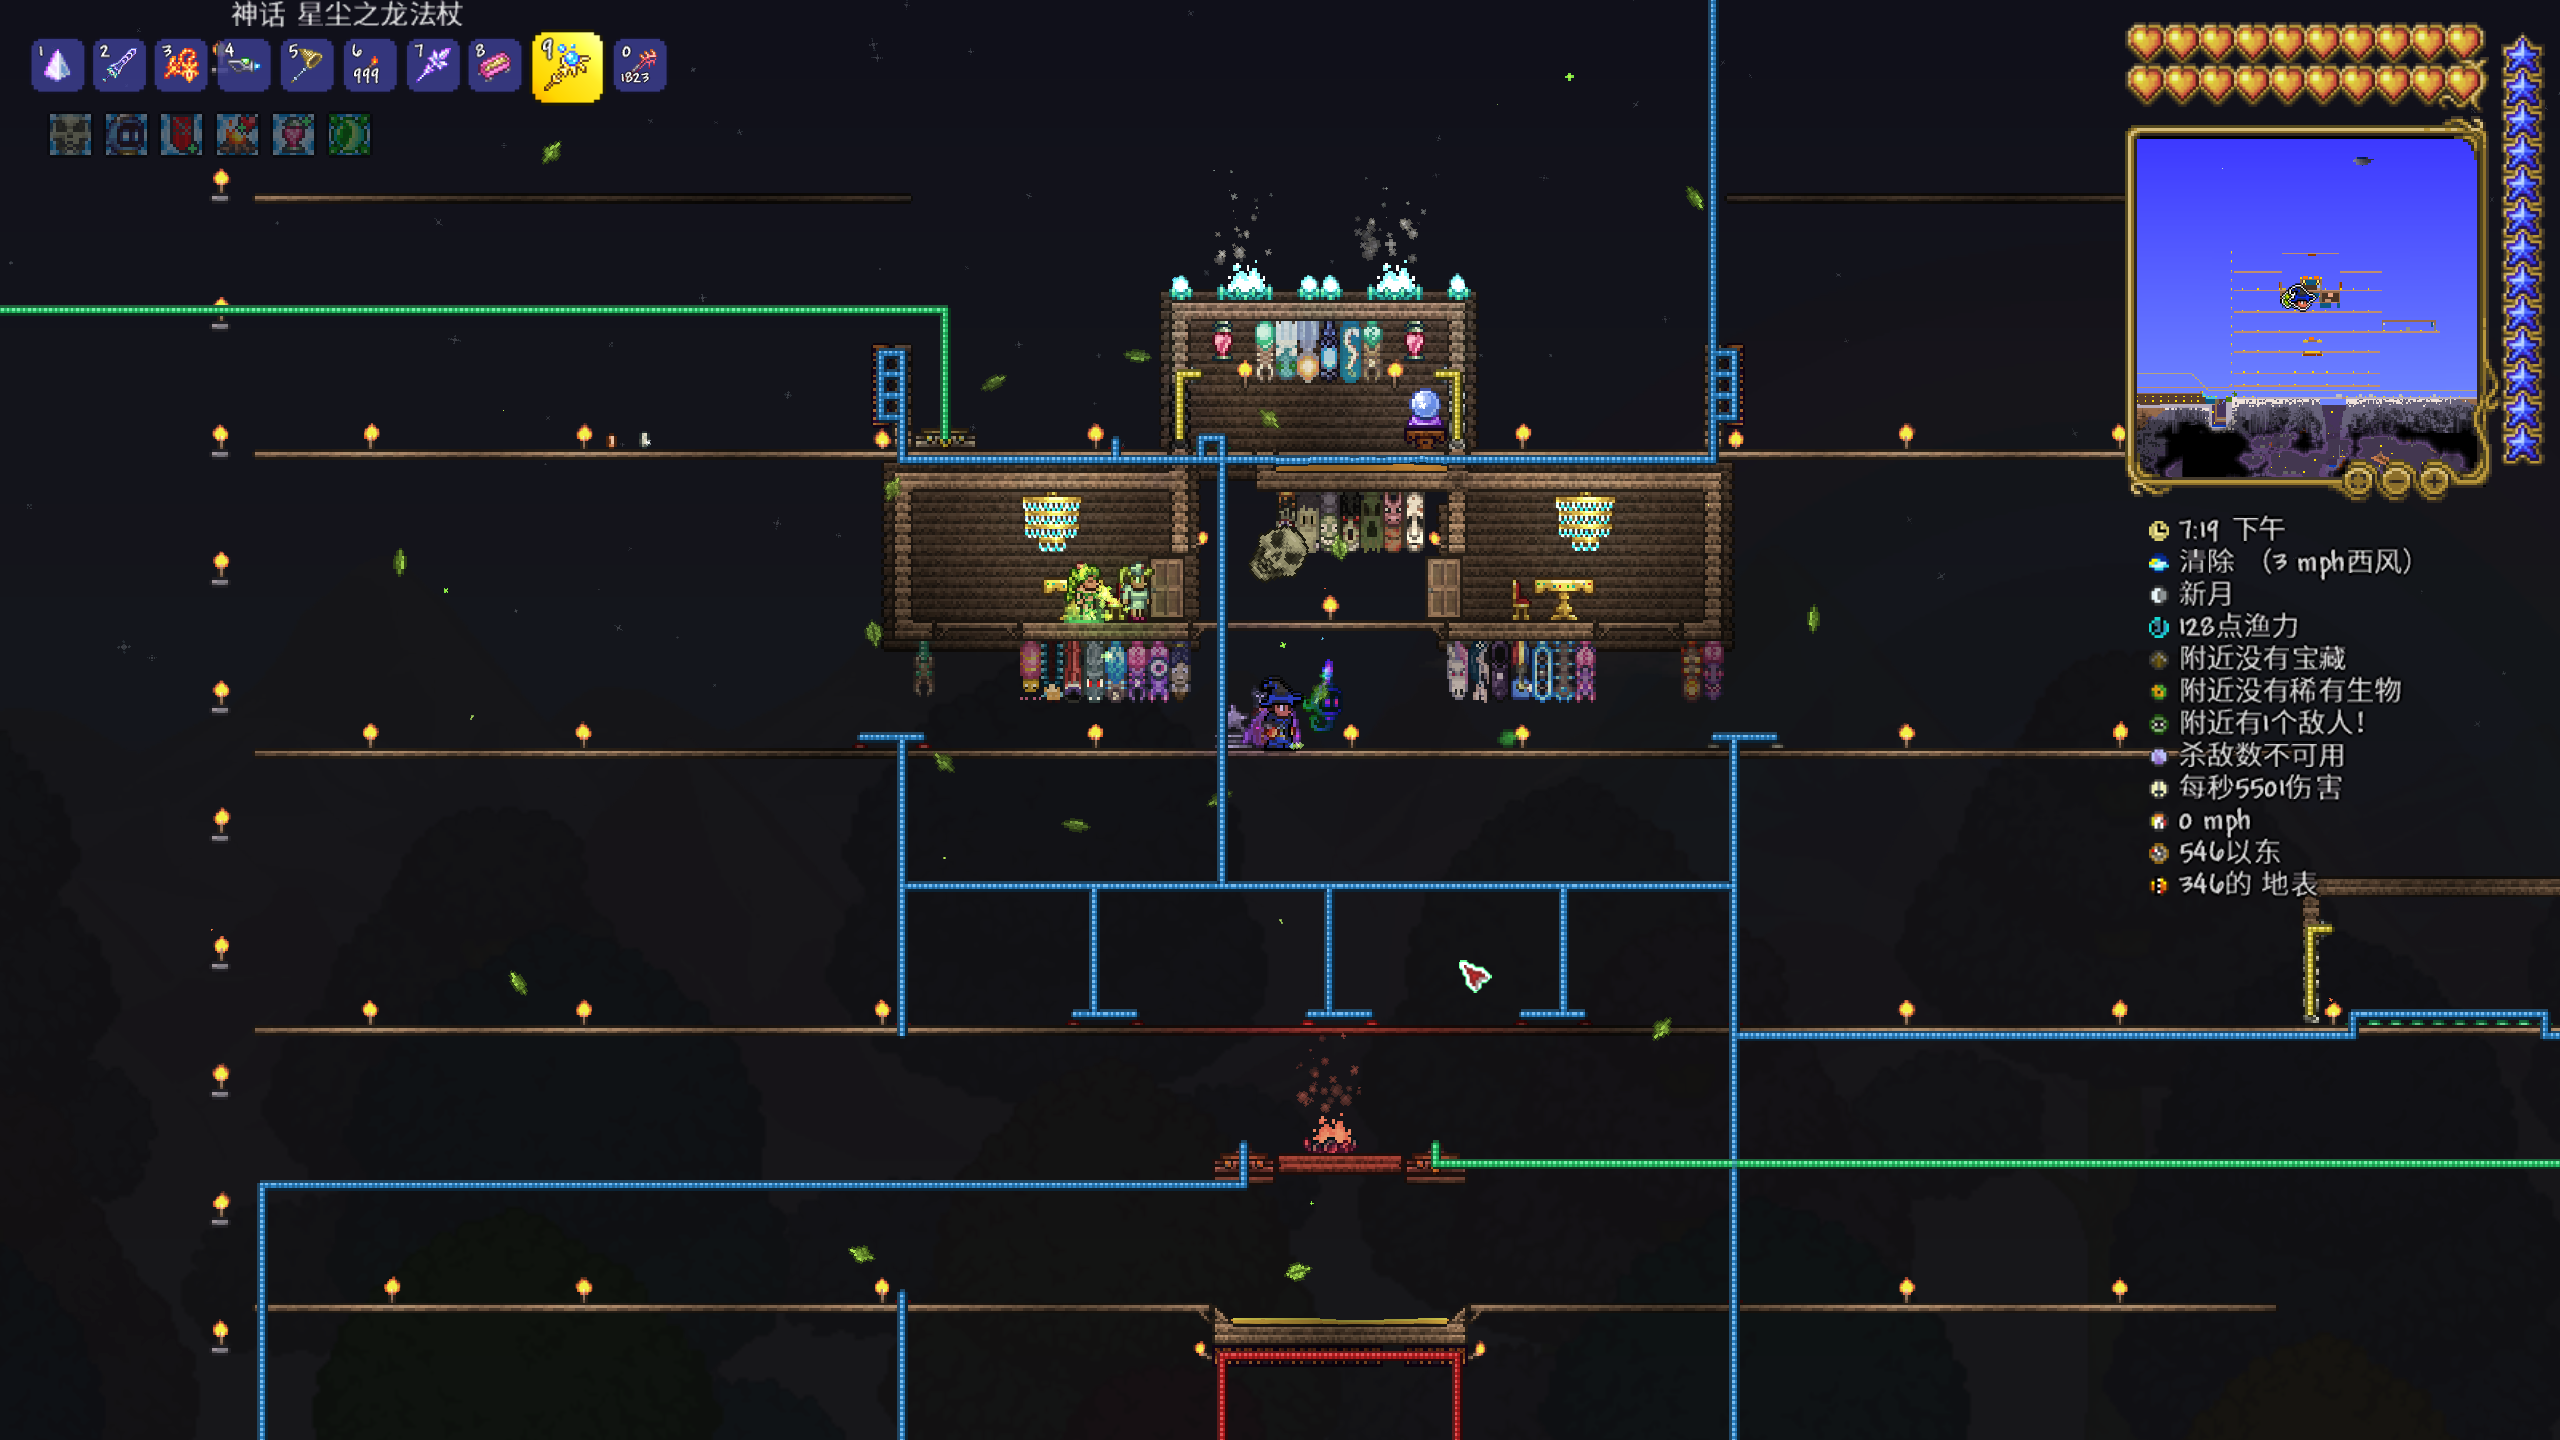 神话 星尘之龙法杖
1 2 3 4 5 6 7 8 9 0
999 1823
7:19 下午
清除 （3 mph西风）
新月
128点渔力
附近没有宝藏
附近没有稀有生物
附近有1个敌人！
杀敌数不可用
每秒5501伤害
0 mph
546以东
346的 地表